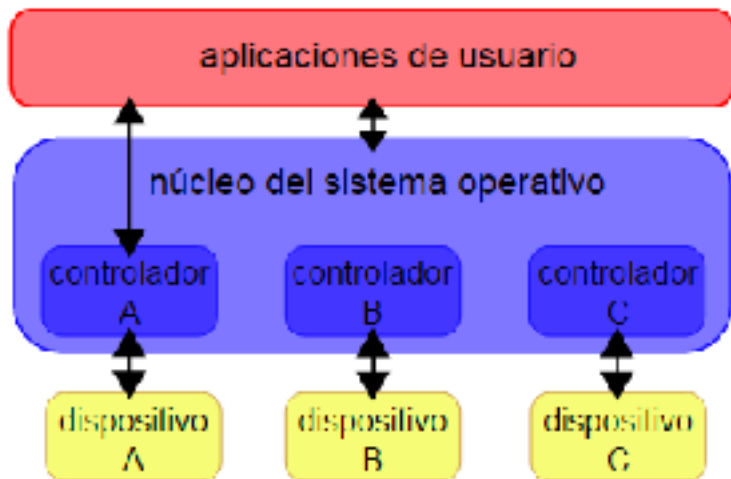 aplicaciones de usuario
núcleo del sistema operativo
controlador
A
controlador
B
controlador
C
dispositivo
A
dispositivo
B
dispositivo
C